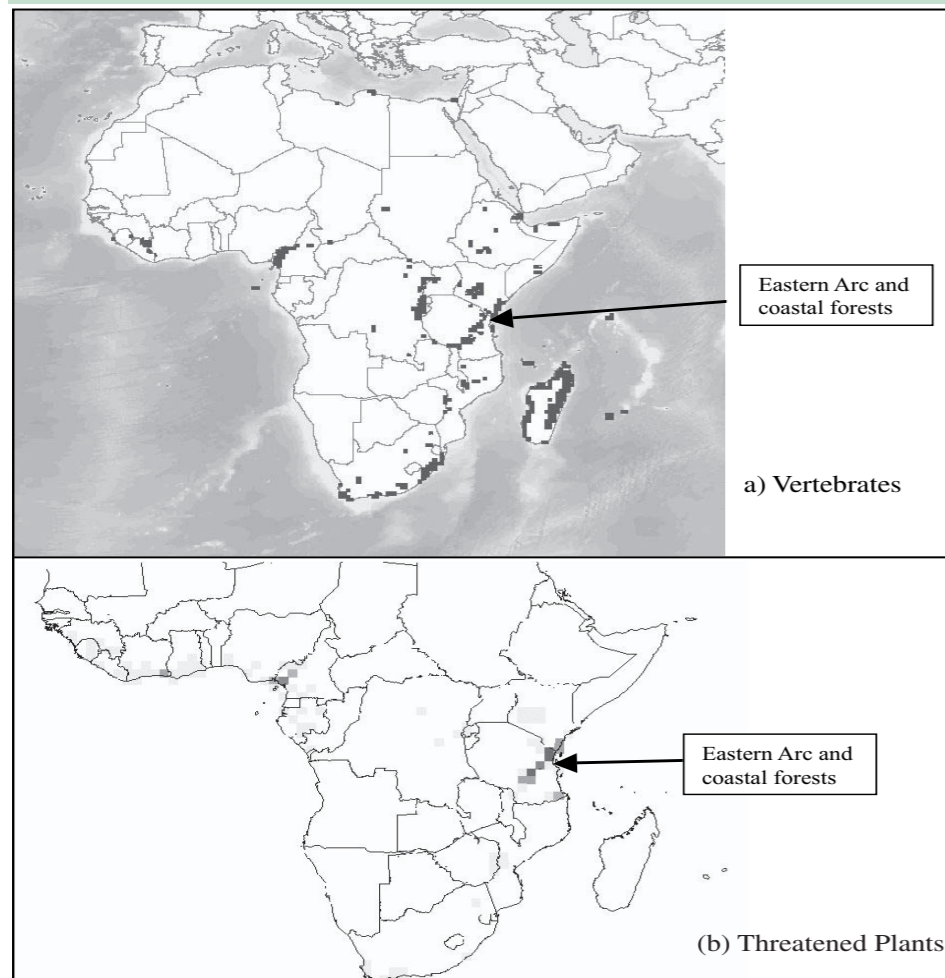 Eastern Arc and
coastal forests
a) Vertebrates
Eastern Arc and
coastal forests
(b) Threatened Plants